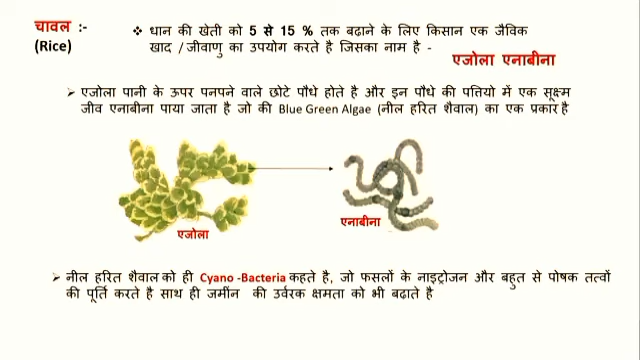 चावल :-
(Rice)
❖ धान की खेती को 5 से 15 % तक बढाने के लिए किसान एक जैविक
खाद / जीवाणु का उपयोग करते है जिसका नाम है -
एजोला एनाबीना
➢ एजोला पानी के ऊपर पनपने वाले छोटे पौधे होते है और इन पौधे की पतियो में एक सूक्ष्म
जीव एनाबीना पाया जाता है जो की Blue Green Algae (नील हरित शैवाल) का एक प्रकार है
एजोला
एनाबीना
➢ नील हरित शैवाल को ही Cyano -Bacteria कहते है, जो फसलों के नाइट्रोजन और बहुत से पोषक तत्वों
की पूर्ति करते है साथ ही जमींन की उर्वरक क्षमता को भी बढाते है